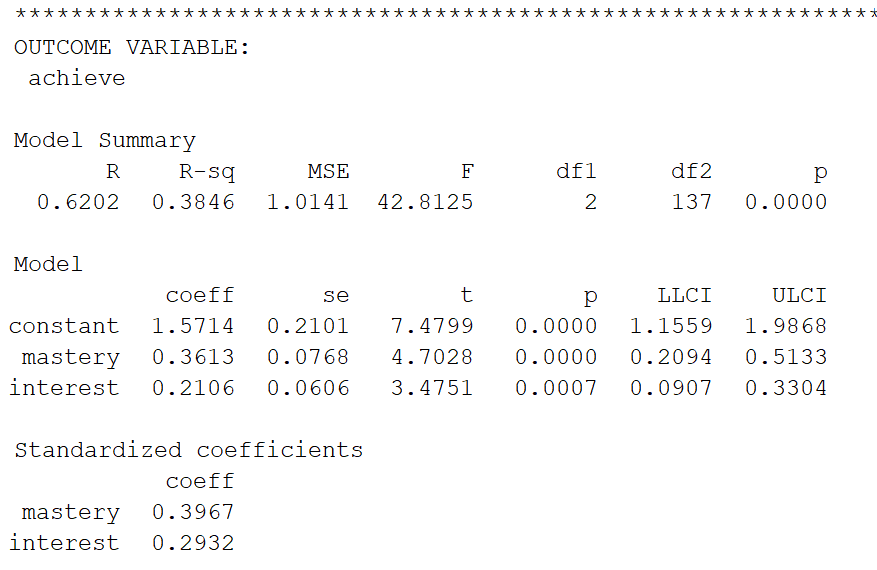 **************************************************************
OUTCOME VARIABLE:
 achieve

Model Summary
          R       R-sq        MSE          F        df1        df2          p
     0.6202     0.3846     1.0141    42.8125          2        137     0.0000

Model
              coeff         se          t          p       LLCI       ULCI
constant     1.5714     0.2101     7.4799     0.0000     1.1559     1.9868
 mastery     0.3613     0.0768     4.7028     0.0000     0.2094     0.5133
interest     0.2106     0.0606     3.4751     0.0007     0.0907     0.3304

Standardized coefficients
              coeff
 mastery     0.3967
interest     0.2932